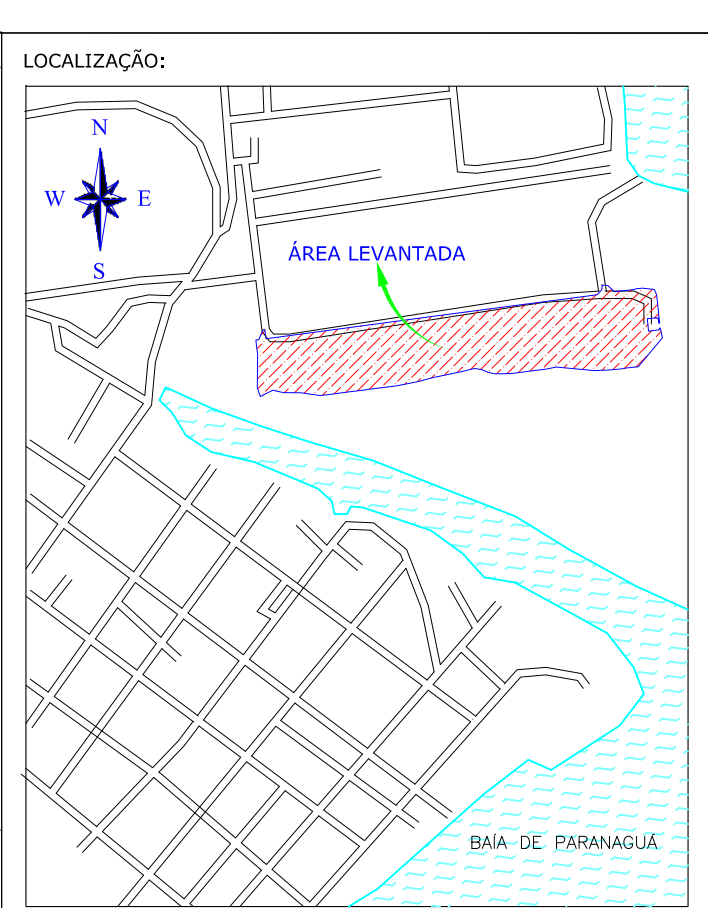 LOCALIZAÇÃO:
N
W E
S
ÁREA LEVANTADA
BAÍA DE PARANAGUÁ